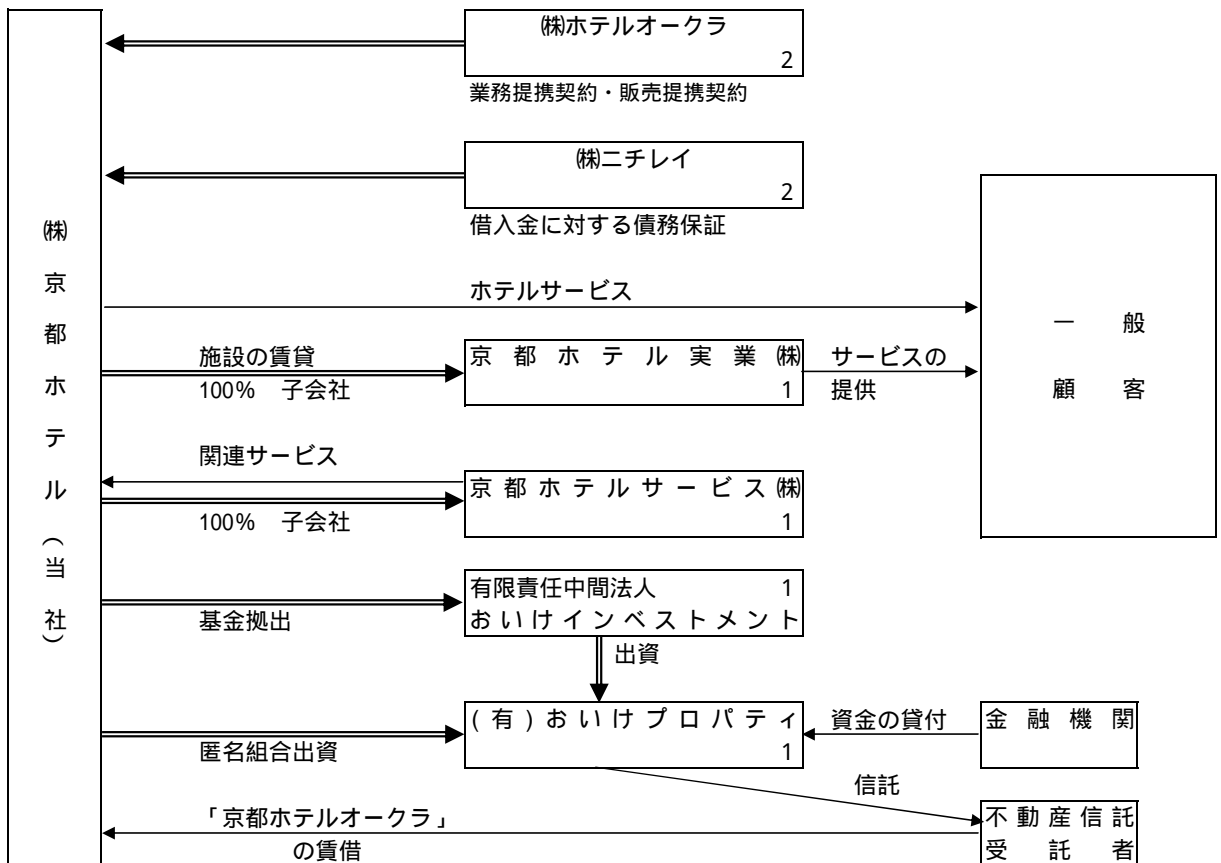 ㈱ホテルオークラ
2
業務提携契約・販売提携契約
㈱ニチレイ
2
借入金に対する債務保証
㈱京都ホテル(当社)
ホテルサービス
一般
顧客
施設の賃貸
100% 子会社
京都ホテル実業㈱
1
サービスの
提供
関連サービス
100% 子会社
京都ホテルサービス㈱
1
有限責任中間法人 1
おいけインベストメント
基金拠出
出資
(有)おいけプロパティ
1
匿名組合出資
資金の貸付
金融機関
信託
「京都ホテルオークラ」
の賃借
不動産信託
受託者